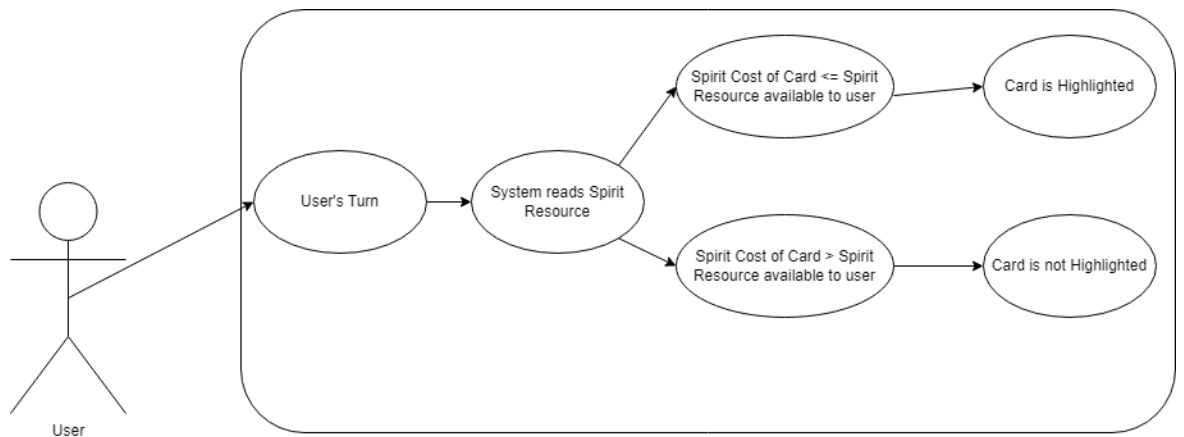 User
User's Turn
System reads Spirit
Resource
Spirit Cost of Card <= Spirit
Resource available to user
Card is Highlighted
Spirit Cost of Card > Spirit
Resource available to user
Card is not Highlighted